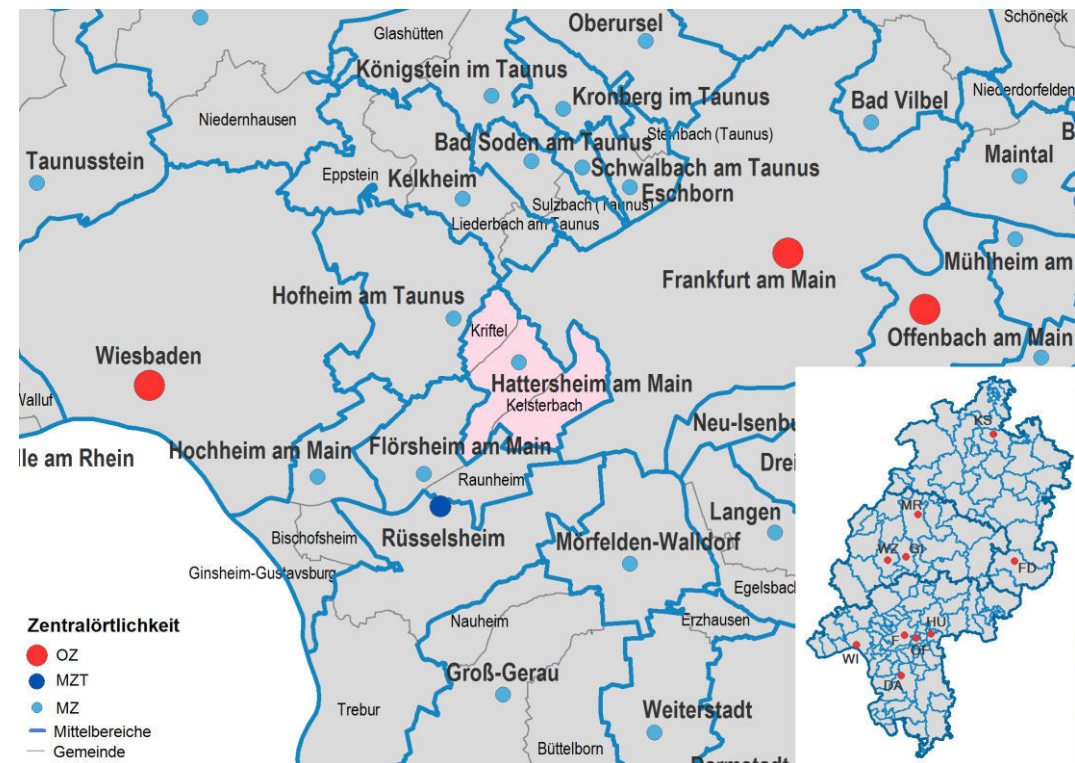 Schöneck
Oberursel
Glashütten
Königstein im Taunus
Kronberg im Taunus
Niederdorfelden
Bad Vilbel
Niedernhausen
Steinbach (Taunus)
Bad Soden am Taunus
B
Taunusstein
Maintal
Schwalbach am Taunus
Eppstein
Kelkheim
Eschborn
Sulzbach (Taunus)
Liederbach am Taunus
Mühlheim am
Frankfurt am Main
Hofheim am Taunus
Kriftel
Offenbach am Main
Wiesbaden
Hattersheim am Main
Walluf
Kelsterbach
Neu-Isenbu
Hochheim am Main
Flörsheim am Main
lle am Rhein
Drei
Raunheim
Langen
Bischofsheim
Rüsselsheim
Mörfelden-Walldorf
Ginsheim-Gustavsburg
Egelsbach
Nauheim
Erzhausen
Groß-Gerau
Trebur
Weiterstadt
Büttelborn
Darmstadt
Zentralörtlichkeit
OZ
MZT
MZ
Mittelbereiche
Gemeinde
KS
MR
WZ
GI
FD
HU
F
OF
WI
DA